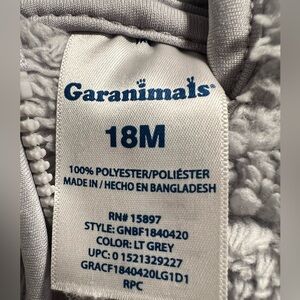 Garanimals
18M
100% POLYESTER/POLIÉSTER
MADE IN / HECHO EN BANGLADESH
RN# 15897
STYLE: GNBF1840420
COLOR: LT GREY
UPC: 0 1521329227
GRACF1840420LG1D1
RPC